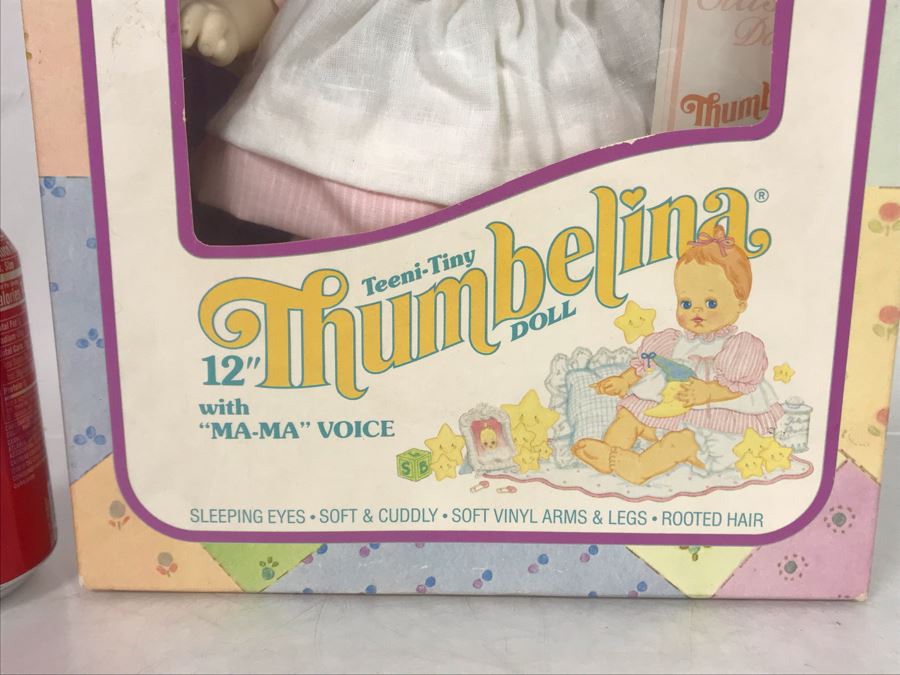 Thumb
Teeni-Tiny
Thumbelina®
DOLL
12"
with
"MA-MA" VOICE
S B
SLEEPING EYES • SOFT & CUDDLY • SOFT VINYL ARMS & LEGS • ROOTED HAIR